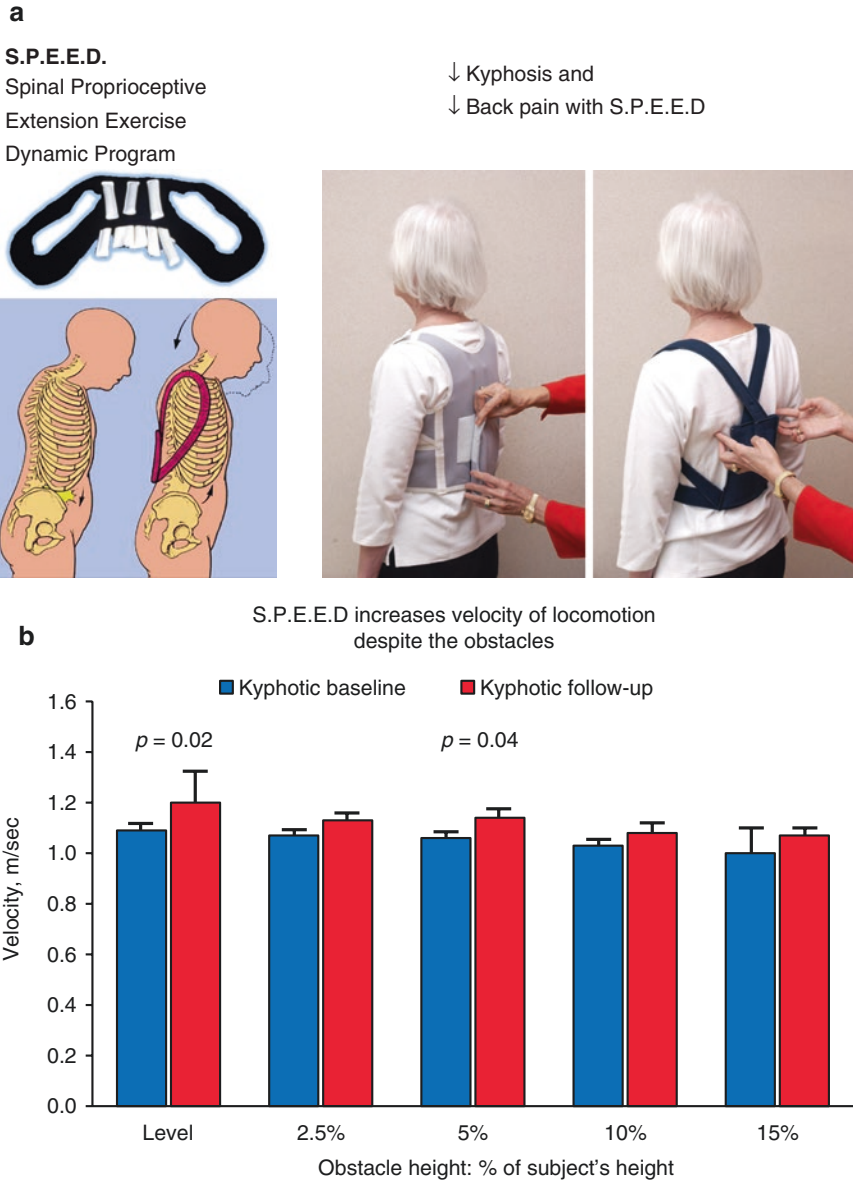 a
S.P.E.E.D.
Spinal Proprioceptive
Extension Exercise
Dynamic Program
↓ Kyphosis and
↓ Back pain with S.P.E.E.D
b
S.P.E.E.D increases velocity of locomotion
despite the obstacles
Kyphotic baseline
Kyphotic follow-up
1.6
1.4
1.2
1.0
0.8
0.6
0.4
0.2
0.0
Velocity, m/sec
p = 0.02
p = 0.04
Level
2.5%
5%
10%
15%
Obstacle height: % of subject's height